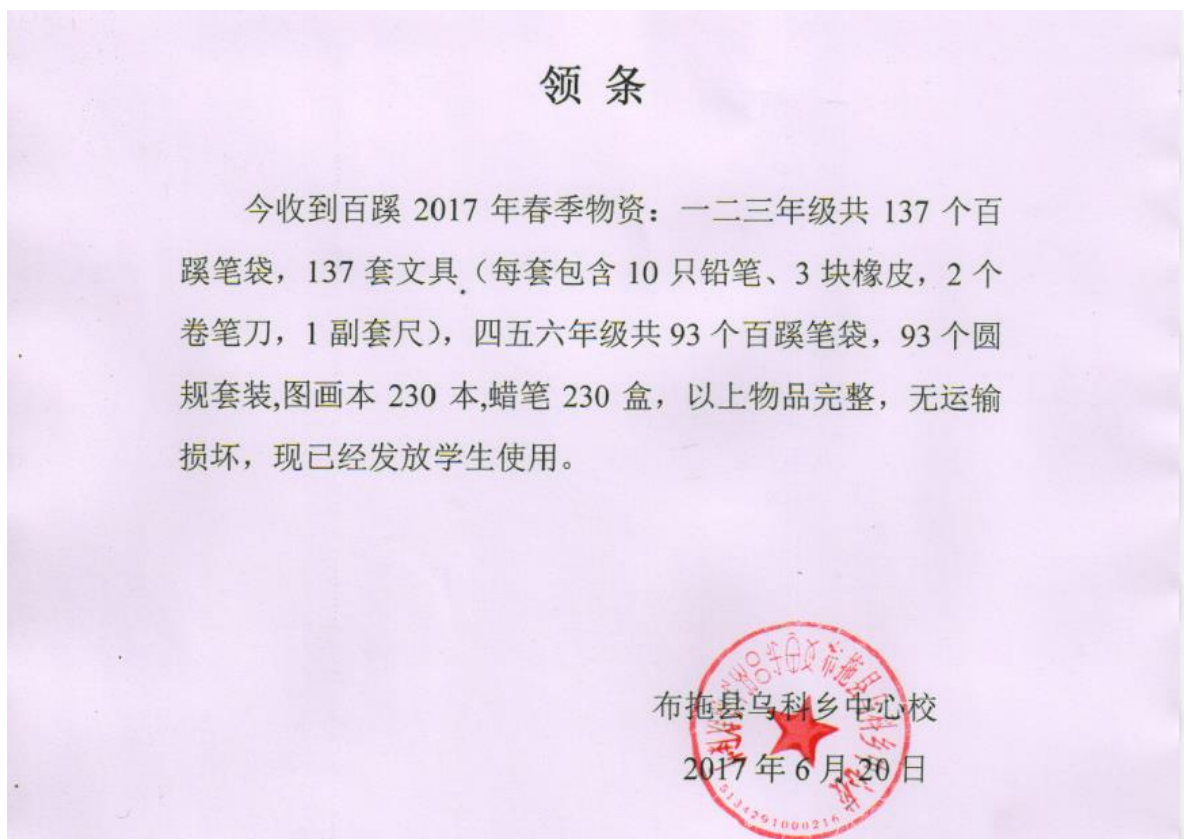 领 条
今收到百蹊 2017 年春季物资：一二三年级共 137 个百
蹊笔袋，137 套文具（每套包含 10 只铅笔、3 块橡皮，2 个
卷笔刀，1 副套尺），四五六年级共 93 个百蹊笔袋，93 个圆
规套装,图画本 230 本,蜡笔 230 盒，以上物品完整，无运输
损坏，现已经发放学生使用。
布拖县乌科乡中心校
2017 年 6 月 20 日
5134291000216